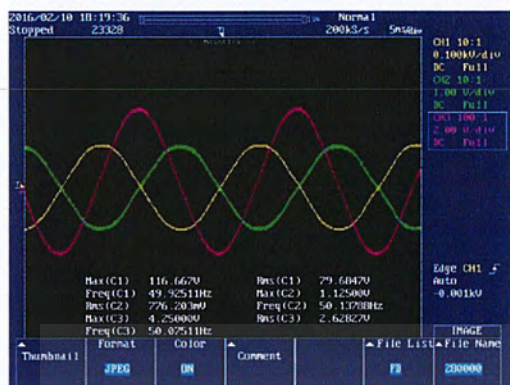 2016/02/10 18:19:36
Normal
Stopped
23328
200kS/s
5ms/div
CH1 10:1
0.100kV/div
DC Full
CH2 10:1
1.00 V/div
DC Full
CH3 100:1
2.00 V/div
DC Full
Edge CH1
Auto
-0.001kV
Max(C1) 116.667V
Rms(C1) 79.6847V
Freq(C1) 49.92511Hz
Max(C2) 1.12500V
Rms(C2) 776.203mV
Freq(C2) 50.13788Hz
Max(C3) 4.25000V
Rms(C3) 2.62827V
Freq(C3) 50.07511Hz
IMAGE
Thumbnail
Format
JPEG
Color
ON
Comment
File List
FD
File Name
280000